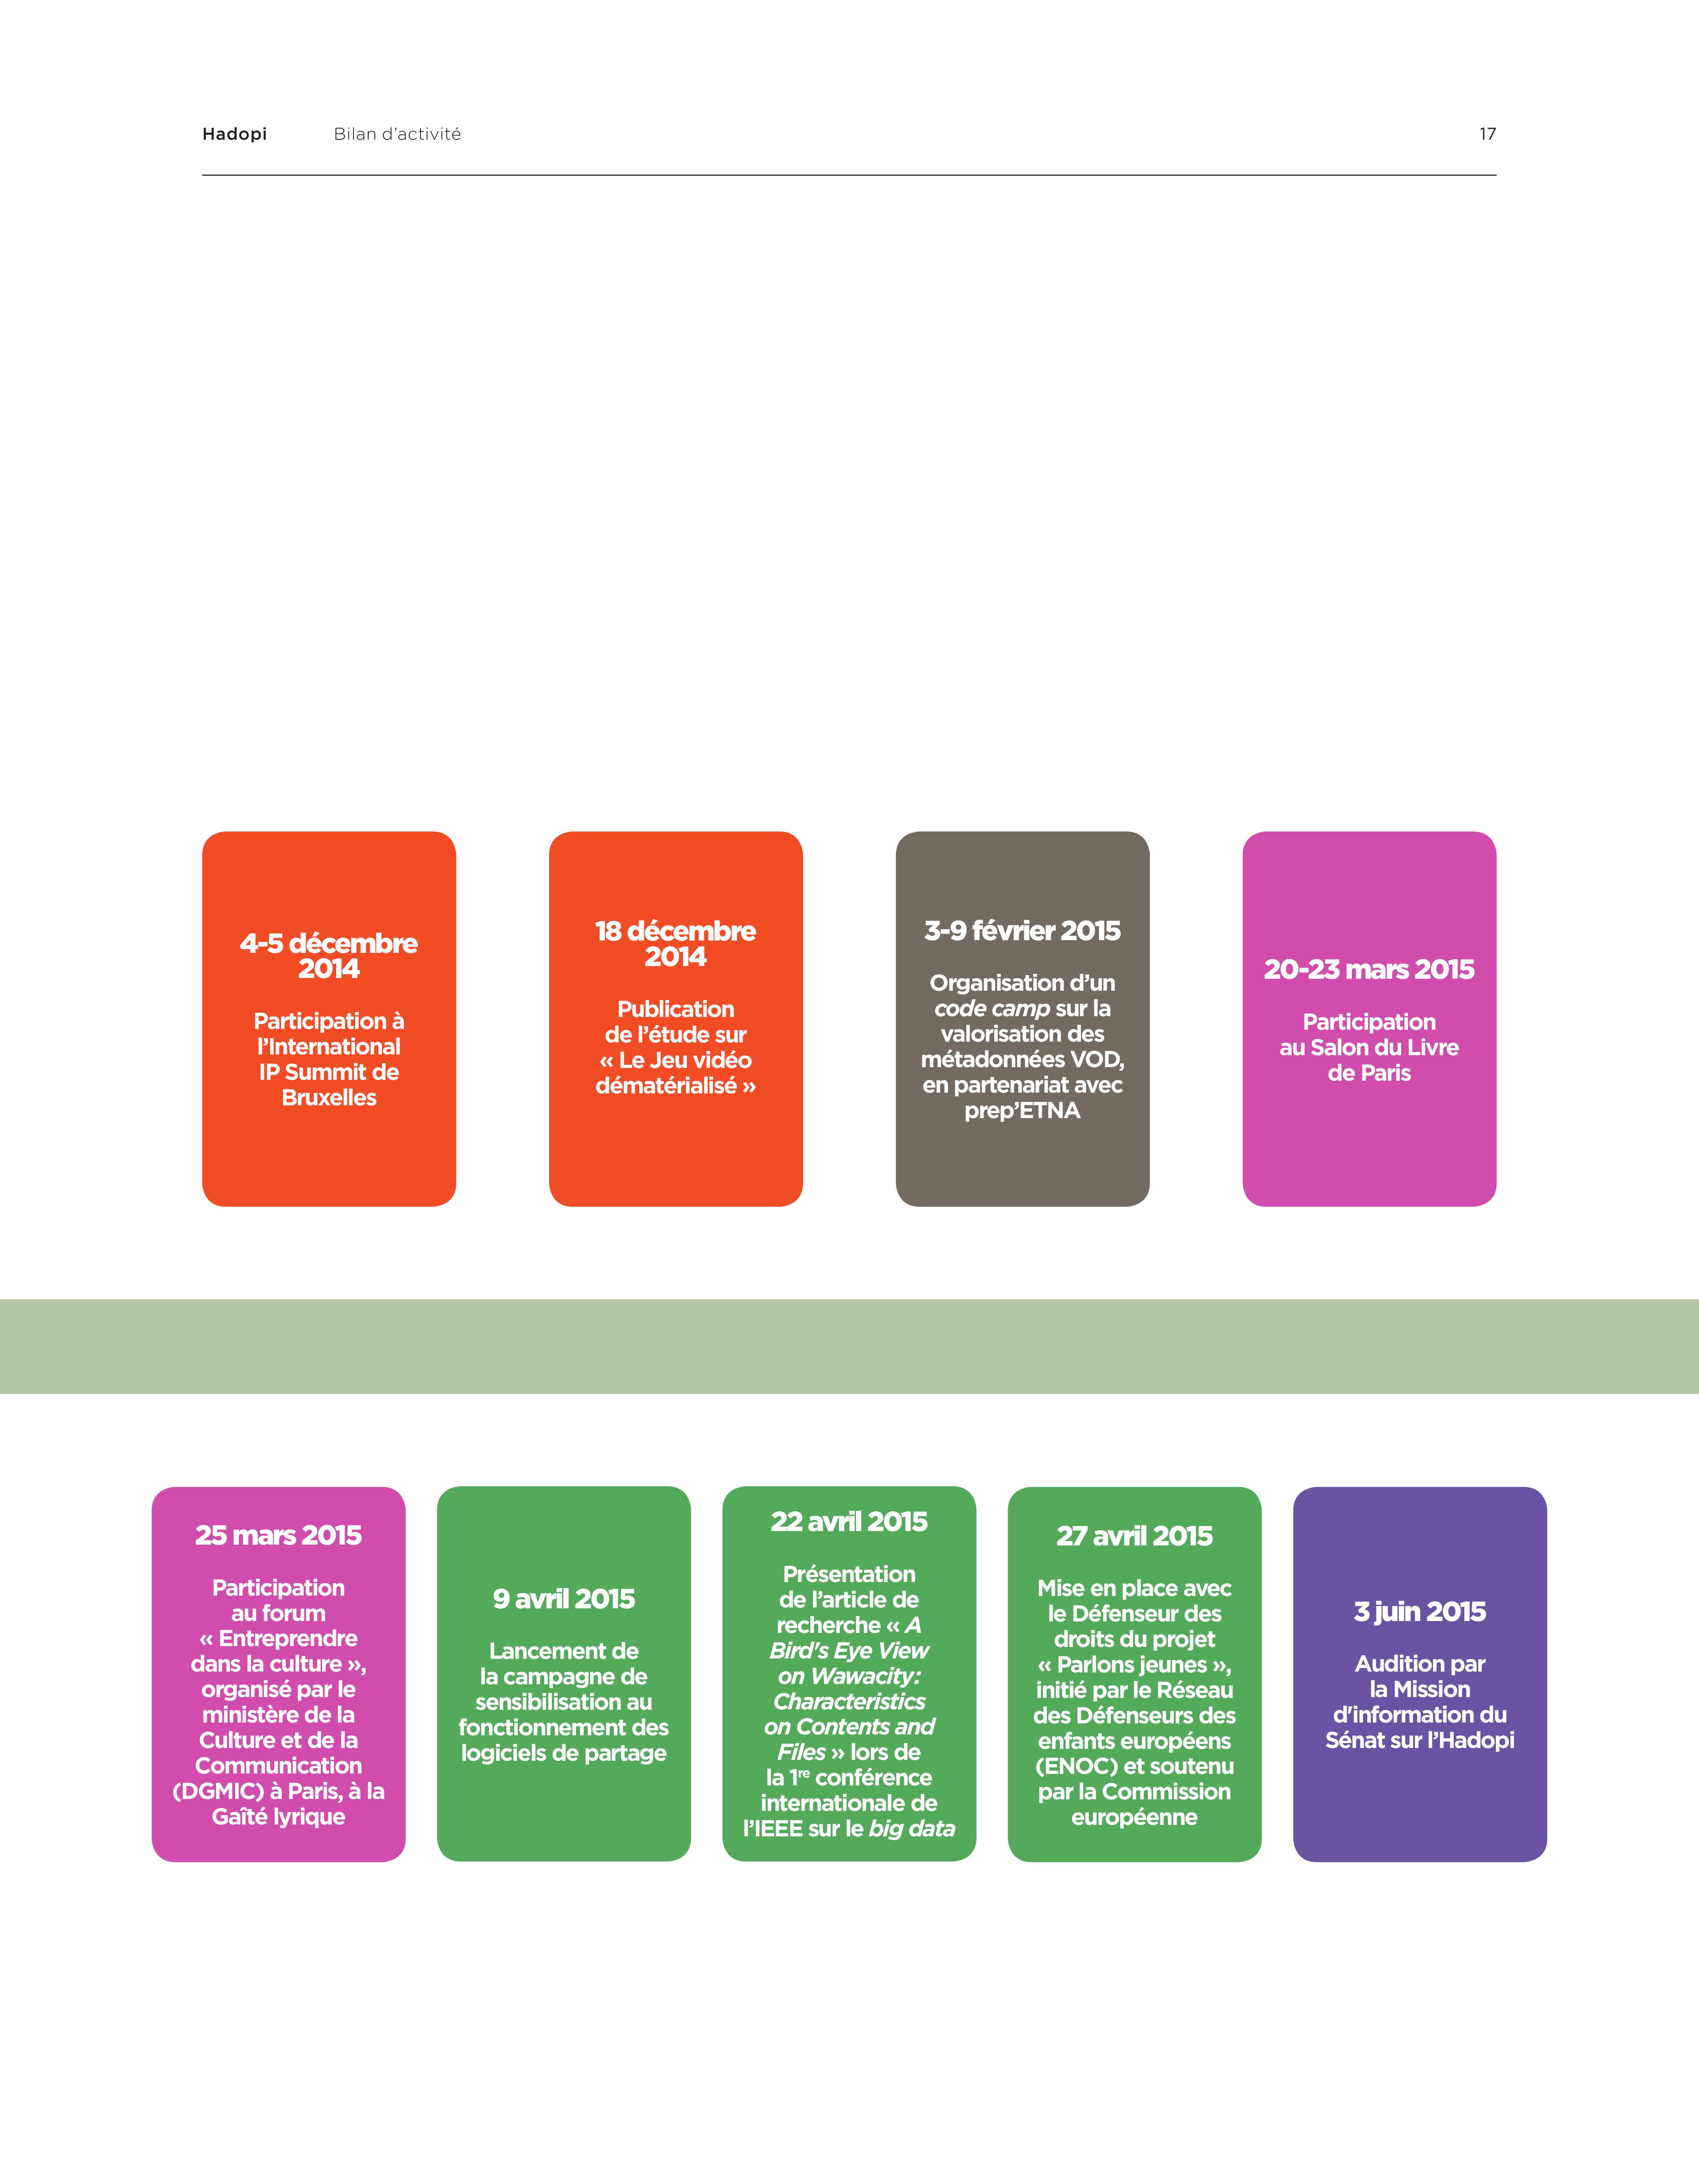 Hadopi Bilan d’activité 17
4-5 décembre
2014
Participation à
l’International
IP Summit de
Bruxelles
18 décembre
2014
Publication
de l’étude sur
« Le Jeu vidéo
dématérialisé »
3-9 février 2015
Organisation d’un
code camp sur la
valorisation des
métadonnées VOD,
en partenariat avec
prep’ETNA
20-23 mars 2015
Participation
au Salon du Livre
de Paris
25 mars 2015
Participation
au forum
« Entreprendre
dans la culture »,
organisé par le
ministère de la
Culture et de la
Communication
(DGMIC) à Paris, à la
Gaîté lyrique
9 avril 2015
Lancement de
la campagne de
sensibilisation au
fonctionnement des
logiciels de partage
22 avril 2015
Présentation
de l’article de
recherche « A
Bird's Eye View
on Wawacity:
Characteristics
on Contents and
Files » lors de
la 1re conférence
internationale de
l’IEEE sur le big data
27 avril 2015
Mise en place avec
le Défenseur des
droits du projet
« Parlons jeunes »,
initié par le Réseau
des Défenseurs des
enfants européens
(ENOC) et soutenu
par la Commission
européenne
3 juin 2015
Audition par
la Mission
d'information du
Sénat sur l’Hadopi